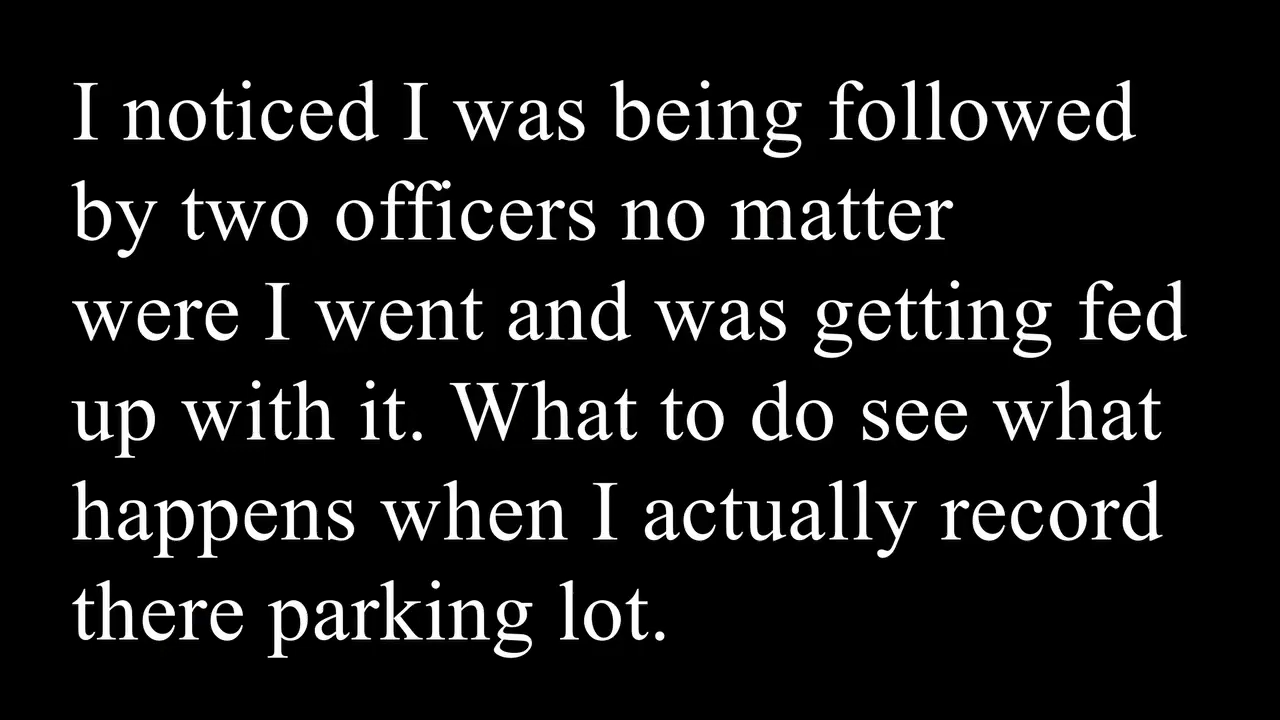 I noticed I was being followed
by two officers no matter
were I went and was getting fed
up with it. What to do see what
happens when I actually record
there parking lot.